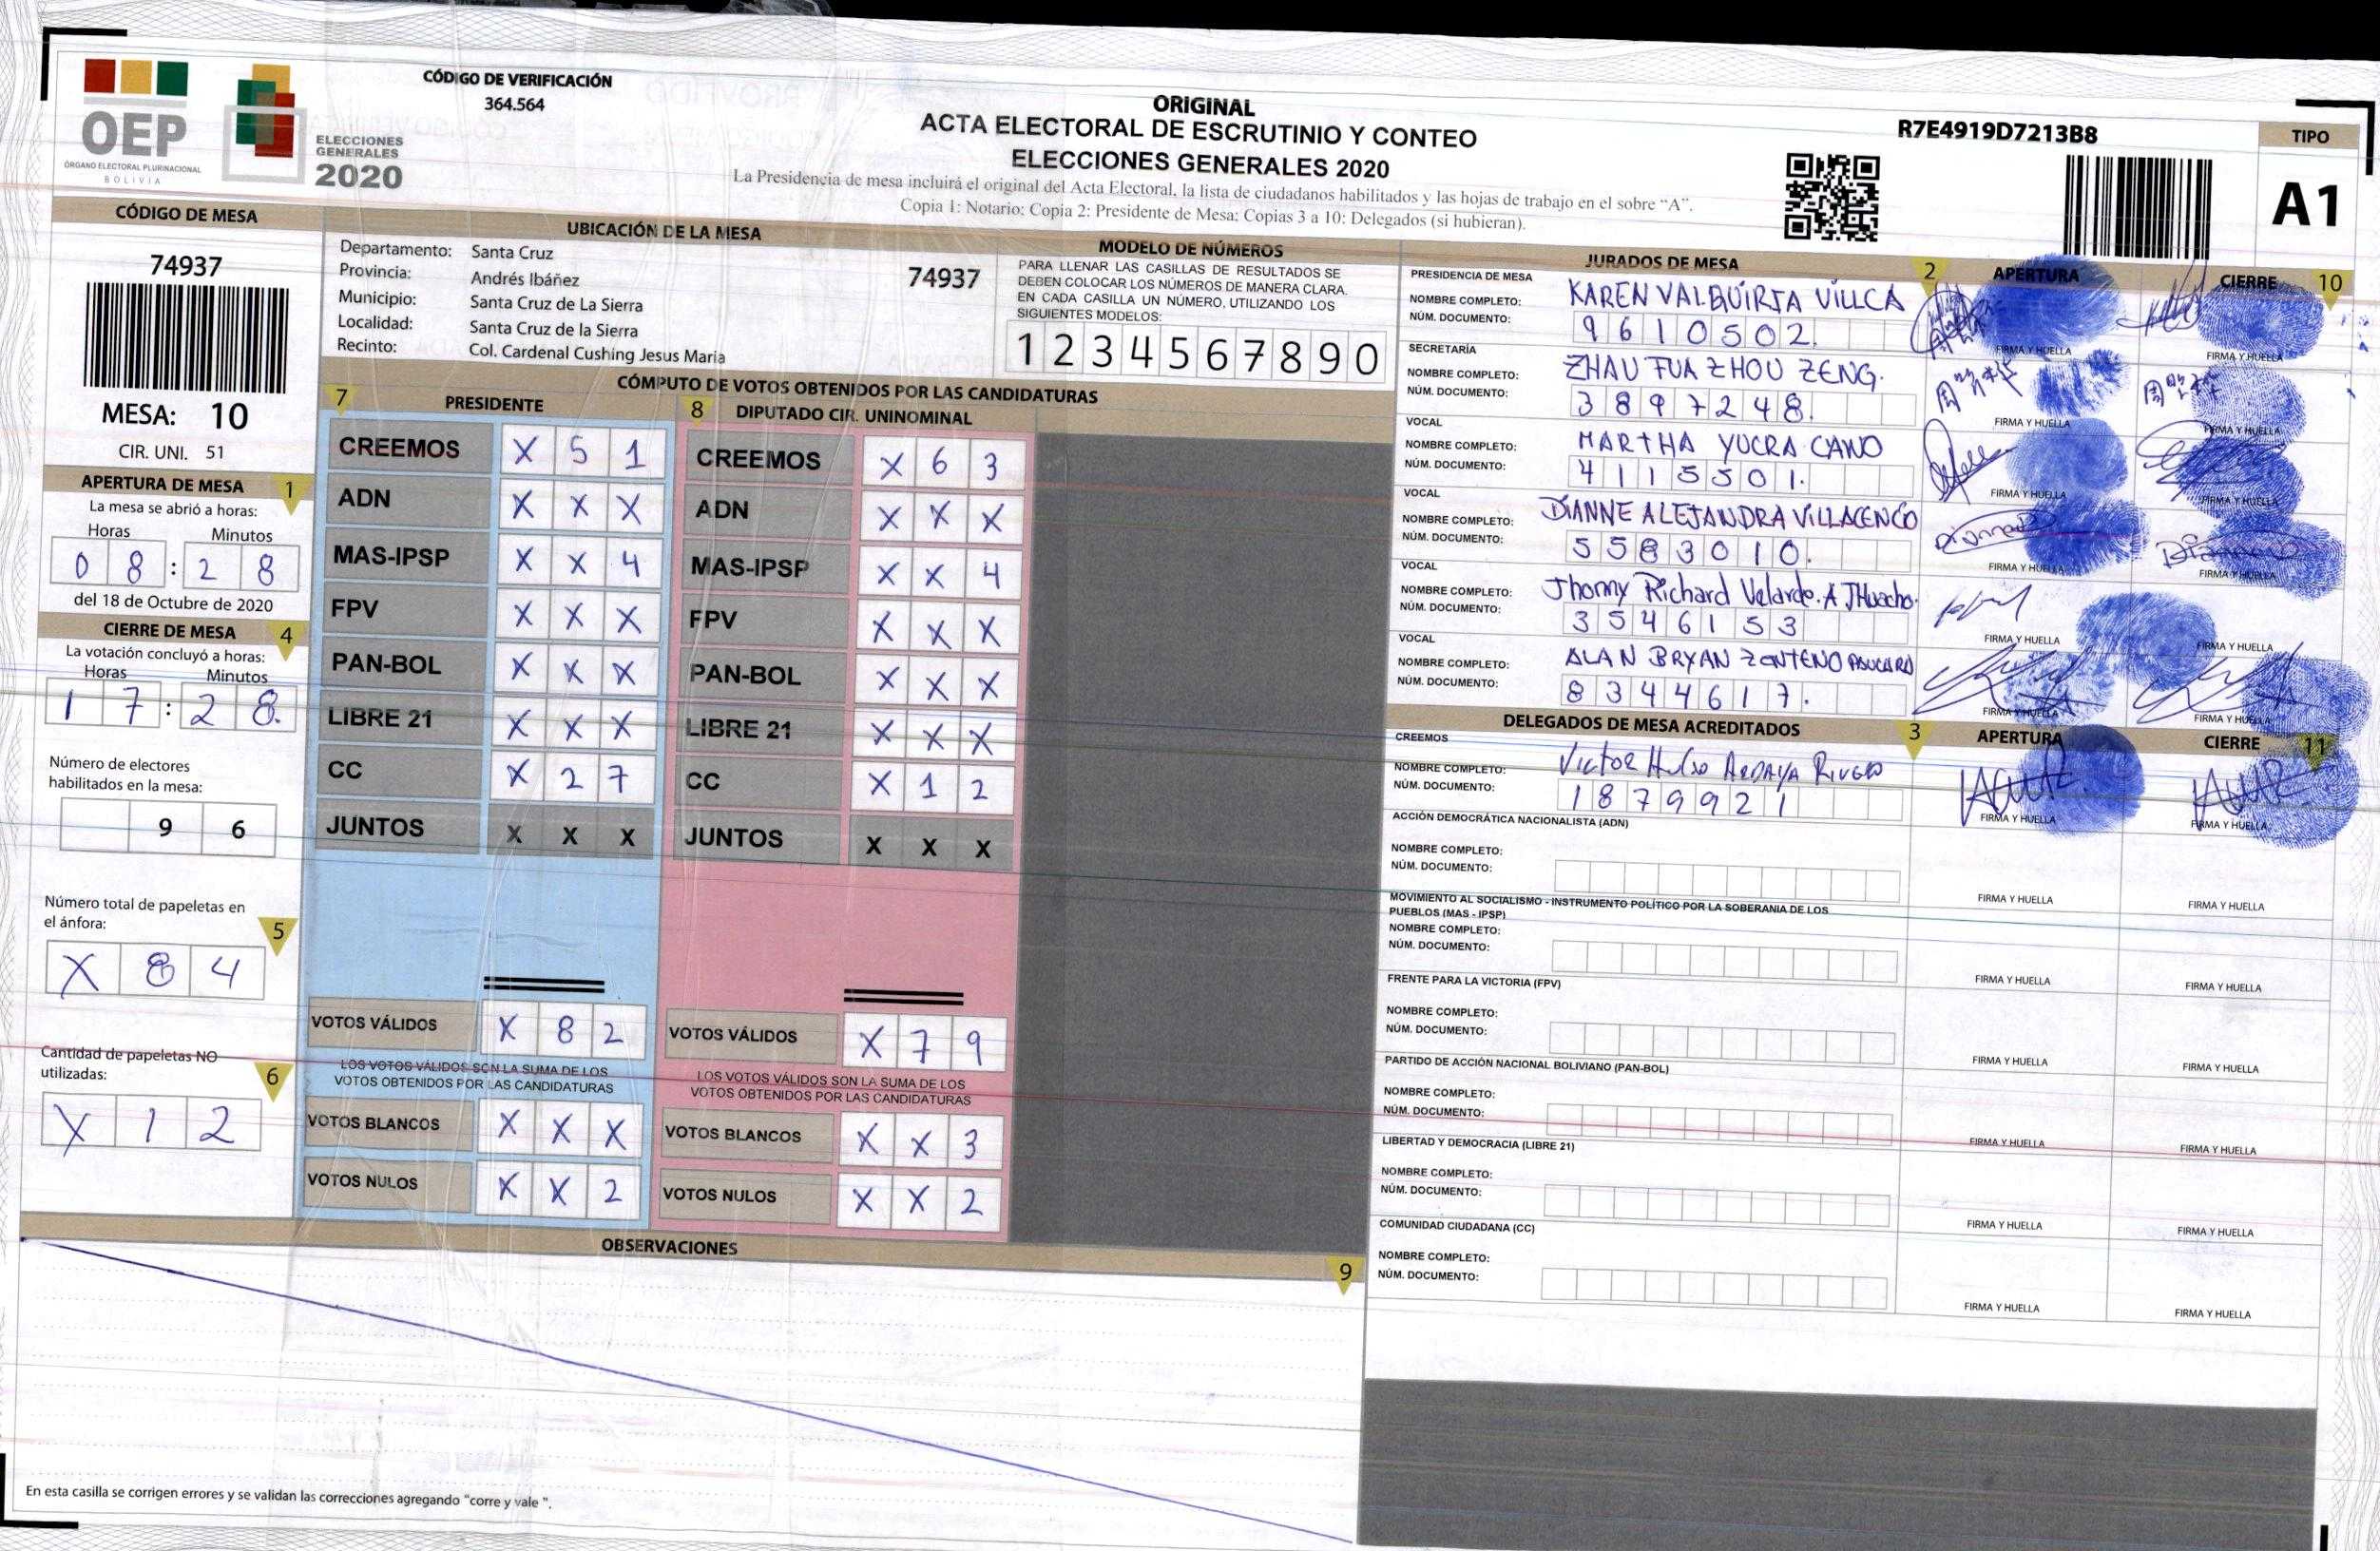 CÓDIGO DE VERIFICACIÓN
364.564
OEP
ÓRGANO ELECTORAL PLURINACIONAL
BOLIVIA
ELECCIONES
GENERALES
2020
ORIGINAL
ACTA ELECTORAL DE ESCRUTINIO Y CONTEO
ELECCIONES GENERALES 2020
La Presidencia de mesa incluirá el original del Acta Electoral, la lista de ciudadanos habilitados y las hojas de trabajo en el sobre "A".
Copia 1: Notario; Copia 2: Presidente de Mesa; Copias 3 a 10: Delegados (si hubieran).
R7E4919D7213B8
TIPO
A1
CÓDIGO DE MESA
74937
MESA: 10
CIR. UNI. 51
APERTURA DE MESA 1
La mesa se abrió a horas:
Horas Minutos
0 8 : 2 8
del 18 de Octubre de 2020
CIERRE DE MESA 4
La votación concluyó a horas:
Horas Minutos
1 7 : 2 8.
Número de electores
habilitados en la mesa:
9 6
Número total de papeletas en
el ánfora: 5
X 8 4
Cantidad de papeletas NO
utilizadas: 6
X 1 2
UBICACIÓN DE LA MESA
Departamento: Santa Cruz
Provincia: Andrés Ibáñez
Municipio: Santa Cruz de La Sierra
Localidad: Santa Cruz de la Sierra
Recinto: Col. Cardenal Cushing Jesus Maria
74937
MODELO DE NÚMEROS
PARA LLENAR LAS CASILLAS DE RESULTADOS SE
DEBEN COLOCAR LOS NÚMEROS DE MANERA CLARA.
EN CADA CASILLA UN NÚMERO, UTILIZANDO LOS
SIGUIENTES MODELOS:
1 2 3 4 5 6 7 8 9 0
CÓMPUTO DE VOTOS OBTENIDOS POR LAS CANDIDATURAS
7 PRESIDENTE
CREEMOS X 5 1
ADN X X X
MAS-IPSP X X 4
FPV X X X
PAN-BOL X X X
LIBRE 21 X X X
CC X 2 7
JUNTOS X X X
VOTOS VÁLIDOS X 8 2
LOS VOTOS VÁLIDOS SON LA SUMA DE LOS
VOTOS OBTENIDOS POR LAS CANDIDATURAS
VOTOS BLANCOS X X X
VOTOS NULOS X X 2
8 DIPUTADO CIR. UNINOMINAL
CREEMOS X 6 3
ADN X X X
MAS-IPSP X X 4
FPV X X X
PAN-BOL X X X
LIBRE 21 X X X
CC X 1 2
JUNTOS X X X
VOTOS VÁLIDOS X 7 9
LOS VOTOS VÁLIDOS SON LA SUMA DE LOS
VOTOS OBTENIDOS POR LAS CANDIDATURAS
VOTOS BLANCOS X X 3
VOTOS NULOS X X 2
OBSERVACIONES
9
En esta casilla se corrigen errores y se validan las correcciones agregando "corre y vale ".
JURADOS DE MESA 2 APERTURA CIERRE 10
PRESIDENCIA DE MESA
NOMBRE COMPLETO: KAREN VALQUIRIA VILLCA
NÚM. DOCUMENTO: 9 6 1 0 5 0 2.
FIRMA Y HUELLA FIRMA Y HUELLA
SECRETARÍA
NOMBRE COMPLETO: ZHAU FUA ZHOU ZENG.
NÚM. DOCUMENTO: 3 8 9 7 2 4 8.
FIRMA Y HUELLA FIRMA Y HUELLA
VOCAL
NOMBRE COMPLETO: MARTHA YUCRA CANO
NÚM. DOCUMENTO: 4 1 1 5 5 0 1.
FIRMA Y HUELLA FIRMA Y HUELLA
VOCAL
NOMBRE COMPLETO: DIANNE ALEJANDRA VILLACENCO
NÚM. DOCUMENTO: 5 5 8 3 0 1 0.
FIRMA Y HUELLA FIRMA Y HUELLA
VOCAL
NOMBRE COMPLETO: Jhonny Richard Velarde. A
NÚM. DOCUMENTO: 3 5 4 6 1 5 3
FIRMA Y HUELLA FIRMA Y HUELLA
VOCAL
NOMBRE COMPLETO: ALAN BRYAN ZENTENO
NÚM. DOCUMENTO: 8 3 4 4 6 1 7.
FIRMA Y HUELLA FIRMA Y HUELLA
DELEGADOS DE MESA ACREDITADOS 3 APERTURA CIERRE 11
CREEMOS
NOMBRE COMPLETO: Victor Hugo ARDAYA RIVERO
NÚM. DOCUMENTO: 1 8 7 9 9 2 1
FIRMA Y HUELLA FIRMA Y HUELLA
ACCIÓN DEMOCRÁTICA NACIONALISTA (ADN)
NOMBRE COMPLETO:
NÚM. DOCUMENTO:
FIRMA Y HUELLA FIRMA Y HUELLA
MOVIMIENTO AL SOCIALISMO - INSTRUMENTO POLÍTICO POR LA SOBERANIA DE LOS
PUEBLOS (MAS - IPSP)
NOMBRE COMPLETO:
NÚM. DOCUMENTO:
FIRMA Y HUELLA FIRMA Y HUELLA
FRENTE PARA LA VICTORIA (FPV)
NOMBRE COMPLETO:
NÚM. DOCUMENTO:
FIRMA Y HUELLA FIRMA Y HUELLA
PARTIDO DE ACCIÓN NACIONAL BOLIVIANO (PAN-BOL)
NOMBRE COMPLETO:
NÚM. DOCUMENTO:
FIRMA Y HUELLA FIRMA Y HUELLA
LIBERTAD Y DEMOCRACIA (LIBRE 21)
NOMBRE COMPLETO:
NÚM. DOCUMENTO:
FIRMA Y HUELLA FIRMA Y HUELLA
COMUNIDAD CIUDADANA (CC)
NOMBRE COMPLETO:
NÚM. DOCUMENTO:
FIRMA Y HUELLA FIRMA Y HUELLA